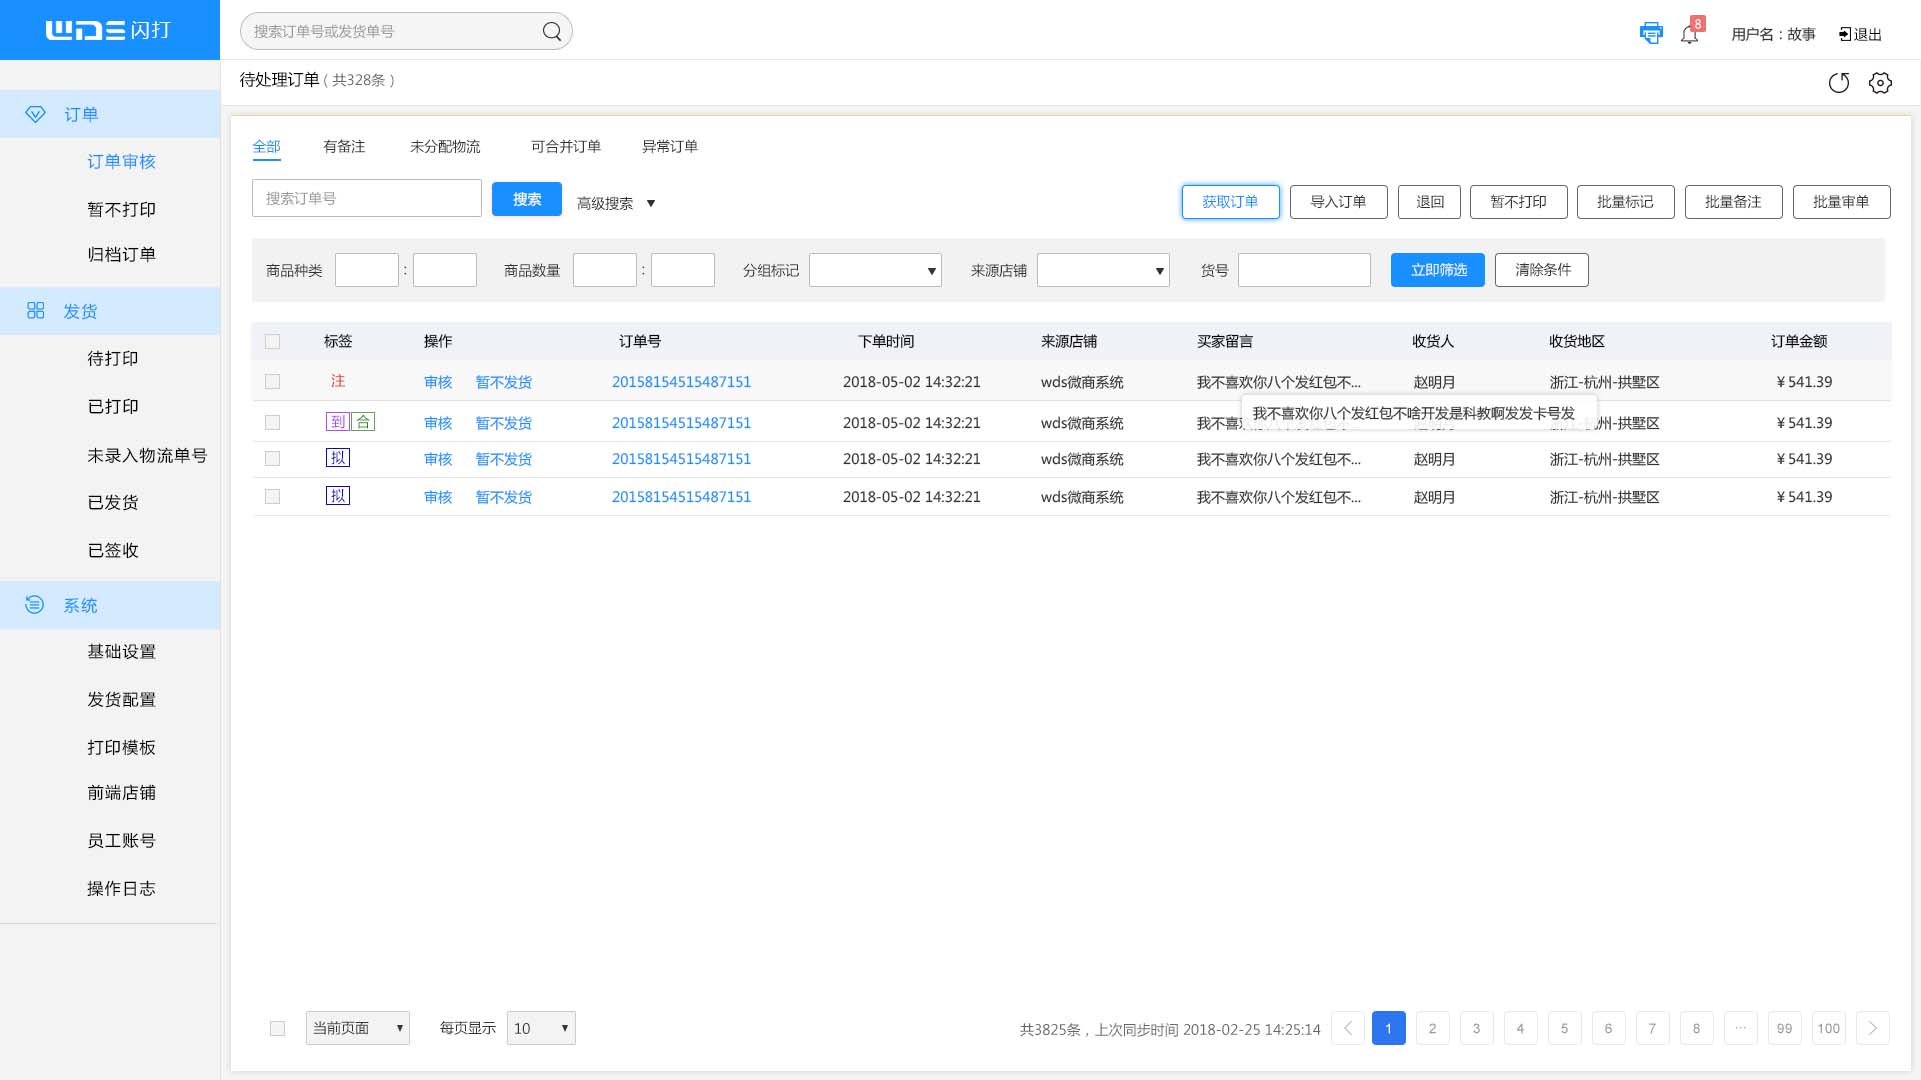 WDS闪打
搜索订单号或发货单号
8
用户名：故事
退出
待处理订单（共328条）
订单
订单审核
暂不打印
归档订单
发货
待打印
已打印
未录入物流单号
已发货
已签收
系统
基础设置
发货配置
打印模板
前端店铺
员工账号
操作日志
全部 有备注 未分配物流 可合并订单 异常订单
搜索订单号 搜索 高级搜索 ▼ 获取订单 导入订单 退回 暂不打印 批量标记 批量备注 批量审单
商品种类 : 商品数量 : 分组标记 ▼ 来源店铺 ▼ 货号 立即筛选 清除条件
标签 操作 订单号 下单时间 来源店铺 买家留言 收货人 收货地区 订单金额
注 审核 暂不发货 20158154515487151 2018-05-02 14:32:21 wds微商系统 我不喜欢你八个发红包不... 赵明月 浙江-杭州-拱墅区 ¥ 541.39
我不喜欢你八个发红包不啥开发是科教啊发发卡号发
到 合 审核 暂不发货 20158154515487151 2018-05-02 14:32:21 wds微商系统 我不喜欢你八个发红包不... 赵明月 浙江-杭州-拱墅区 ¥ 541.39
拟 审核 暂不发货 20158154515487151 2018-05-02 14:32:21 wds微商系统 我不喜欢你八个发红包不... 赵明月 浙江-杭州-拱墅区 ¥ 541.39
拟 审核 暂不发货 20158154515487151 2018-05-02 14:32:21 wds微商系统 我不喜欢你八个发红包不... 赵明月 浙江-杭州-拱墅区 ¥ 541.39
当前页面 ▼ 每页显示 10 ▼ 共3825条，上次同步时间 2018-02-25 14:25:14 1 2 3 4 5 6 7 8 ··· 99 100